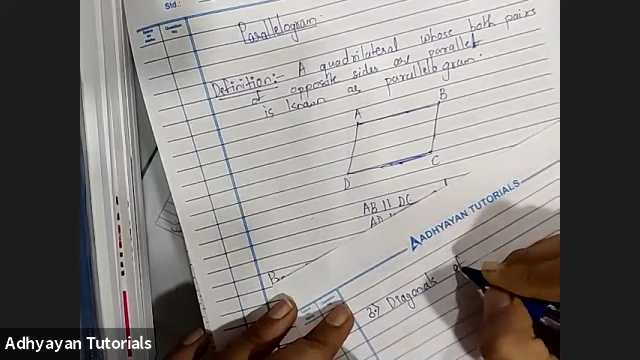 Std.:
Parallelogram.
Definition:- A quadrilateral whose both pairs
of opposite sides are parallel
is known as parallelogram.
A
B
D
C
AB || DC
AADHYAYAN TUTORIALS
3) Diagonals of
Adhyayan Tutorials